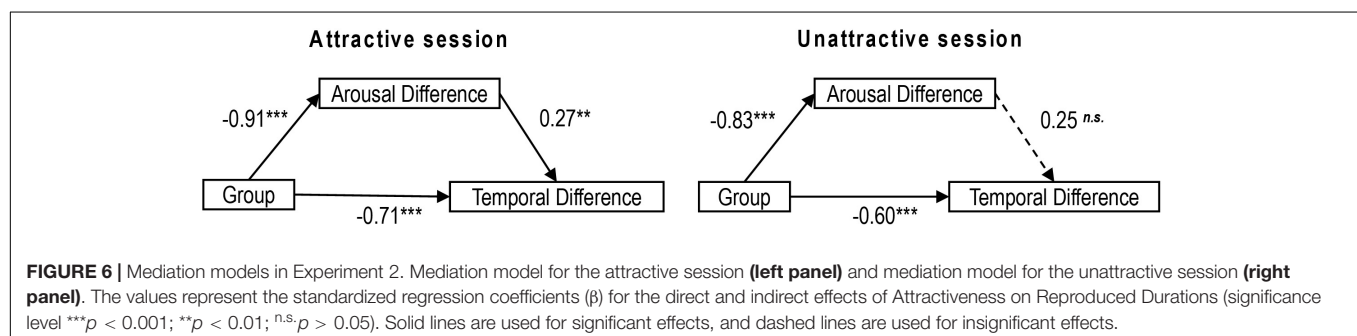 Attractive session
Unattractive session
Arousal Difference
Arousal Difference
-0.91***
0.27**
-0.83***
0.25 n.s.
Group
Temporal Difference
Group
Temporal Difference
-0.71***
-0.60***
FIGURE 6 | Mediation models in Experiment 2. Mediation model for the attractive session (left panel) and mediation model for the unattractive session (right
panel). The values represent the standardized regression coefficients (β) for the direct and indirect effects of Attractiveness on Reproduced Durations (significance
level ***p < 0.001; **p < 0.01; n.s.p > 0.05). Solid lines are used for significant effects, and dashed lines are used for insignificant effects.